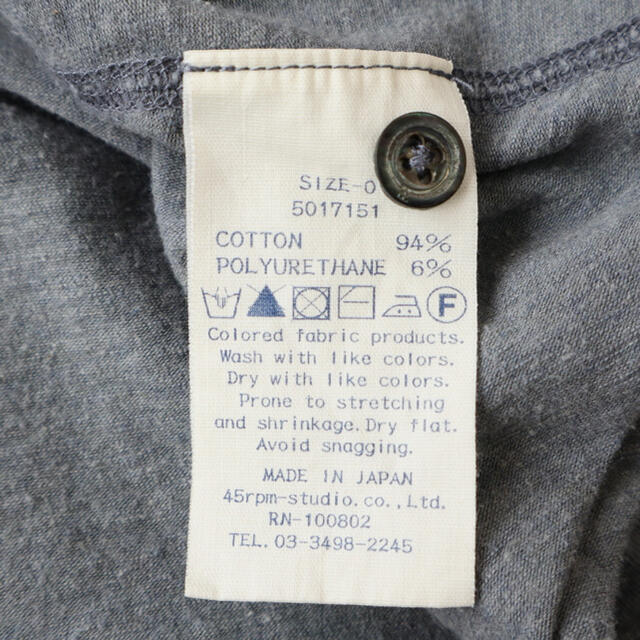 SIZE-0
5017151
COTTON 94%
POLYURETHANE 6%
F
Colored fabric products.
Wash with like colors.
Dry with like colors.
Prone to stretching
and shrinkage. Dry flat.
Avoid snagging.
MADE IN JAPAN
45rpm-studio.co.,Ltd.
RN-100802
TEL. 03-3498-2245